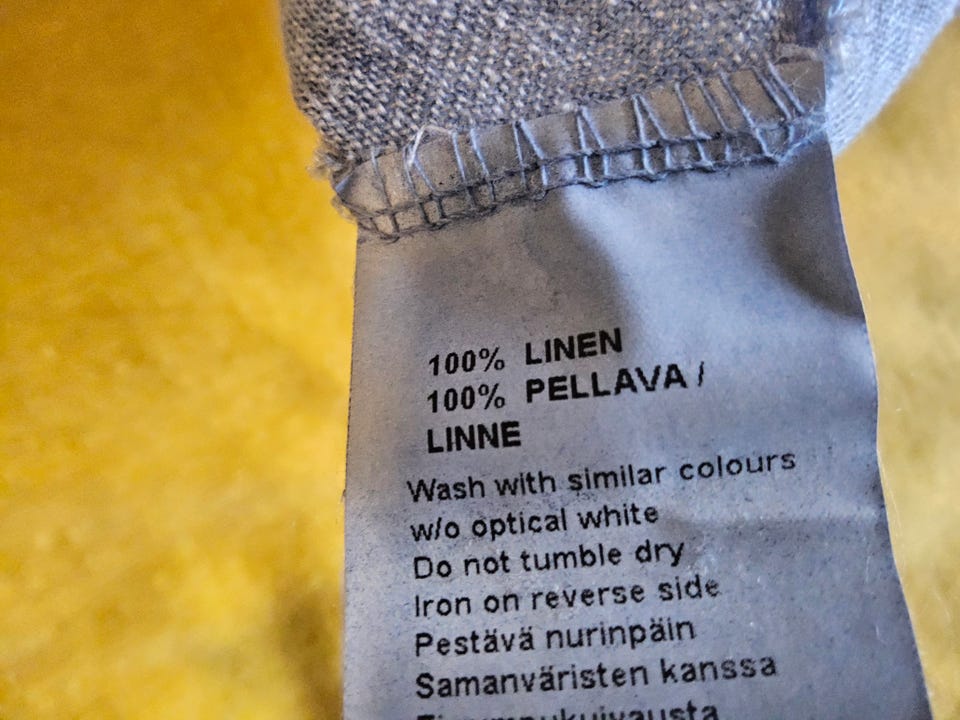 100% LINEN
100% PELLAVA /
LINNE
Wash with similar colours
w/o optical white
Do not tumble dry
Iron on reverse side
Pestävä nurinpäin
Samanväristen kanssa